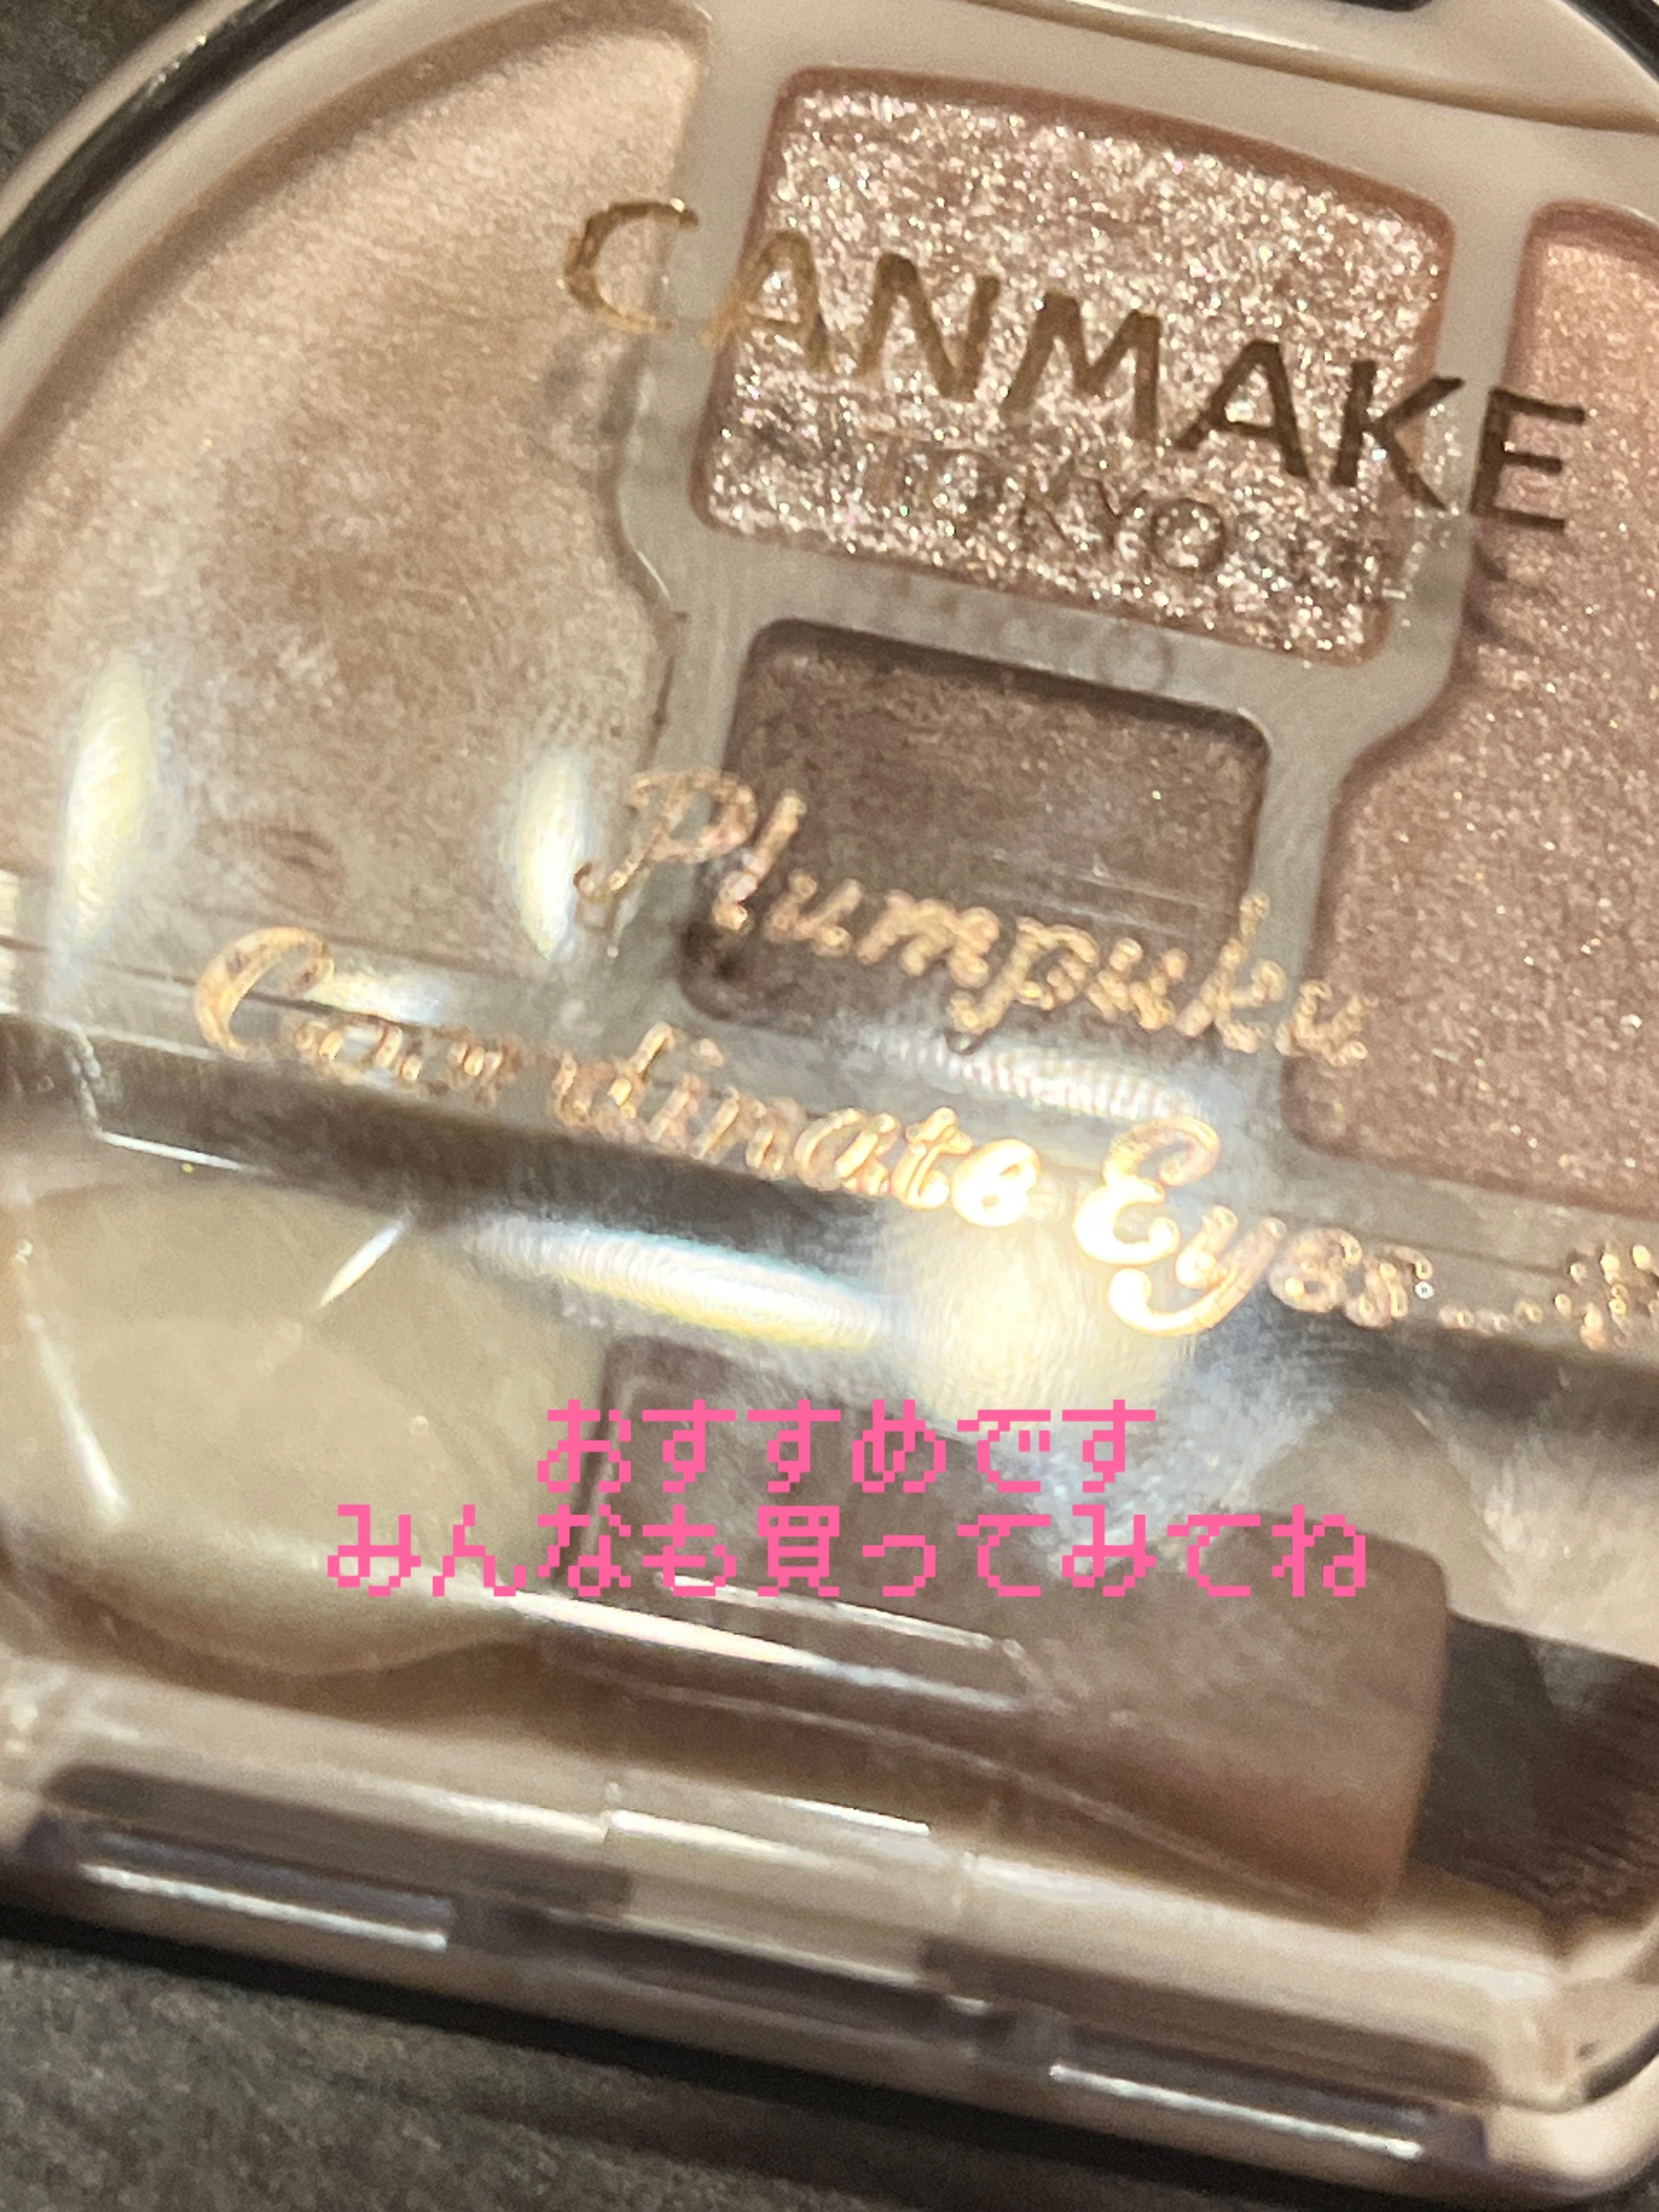 CANMAKE
TOKYO
Plumpuku
Coordinate Eyes
おすすめです
みんなも買ってみてね